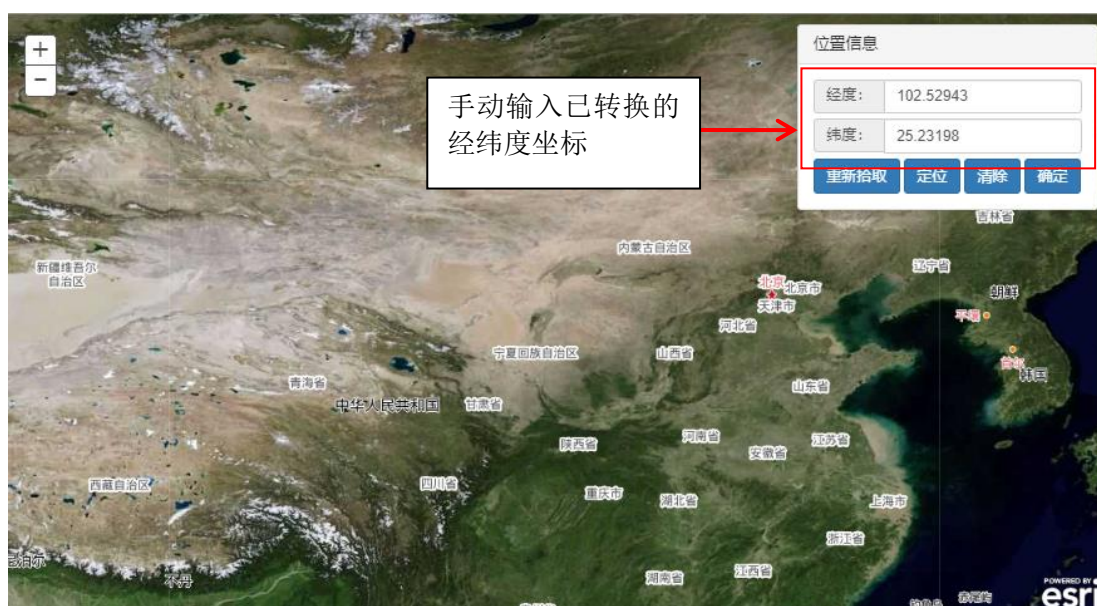 +
−
位置信息
经度: 102.52943
纬度: 25.23198
重新拾取 定位 清除 确定
手动输入已转换的
经纬度坐标
吉林省
内蒙古自治区
新疆维吾尔
自治区
辽宁省
北京 北京市
天津市
朝鲜
平壤
河北省
宁夏回族自治区
山西省
首尔
韩国
青海省
山东省
中华人民共和国
甘肃省
陕西省
河南省
安徽省
江苏省
西藏自治区
四川省
重庆市
湖北省
上海市
浙江省
不丹
湖南省
江西省
POWERED BY
esri